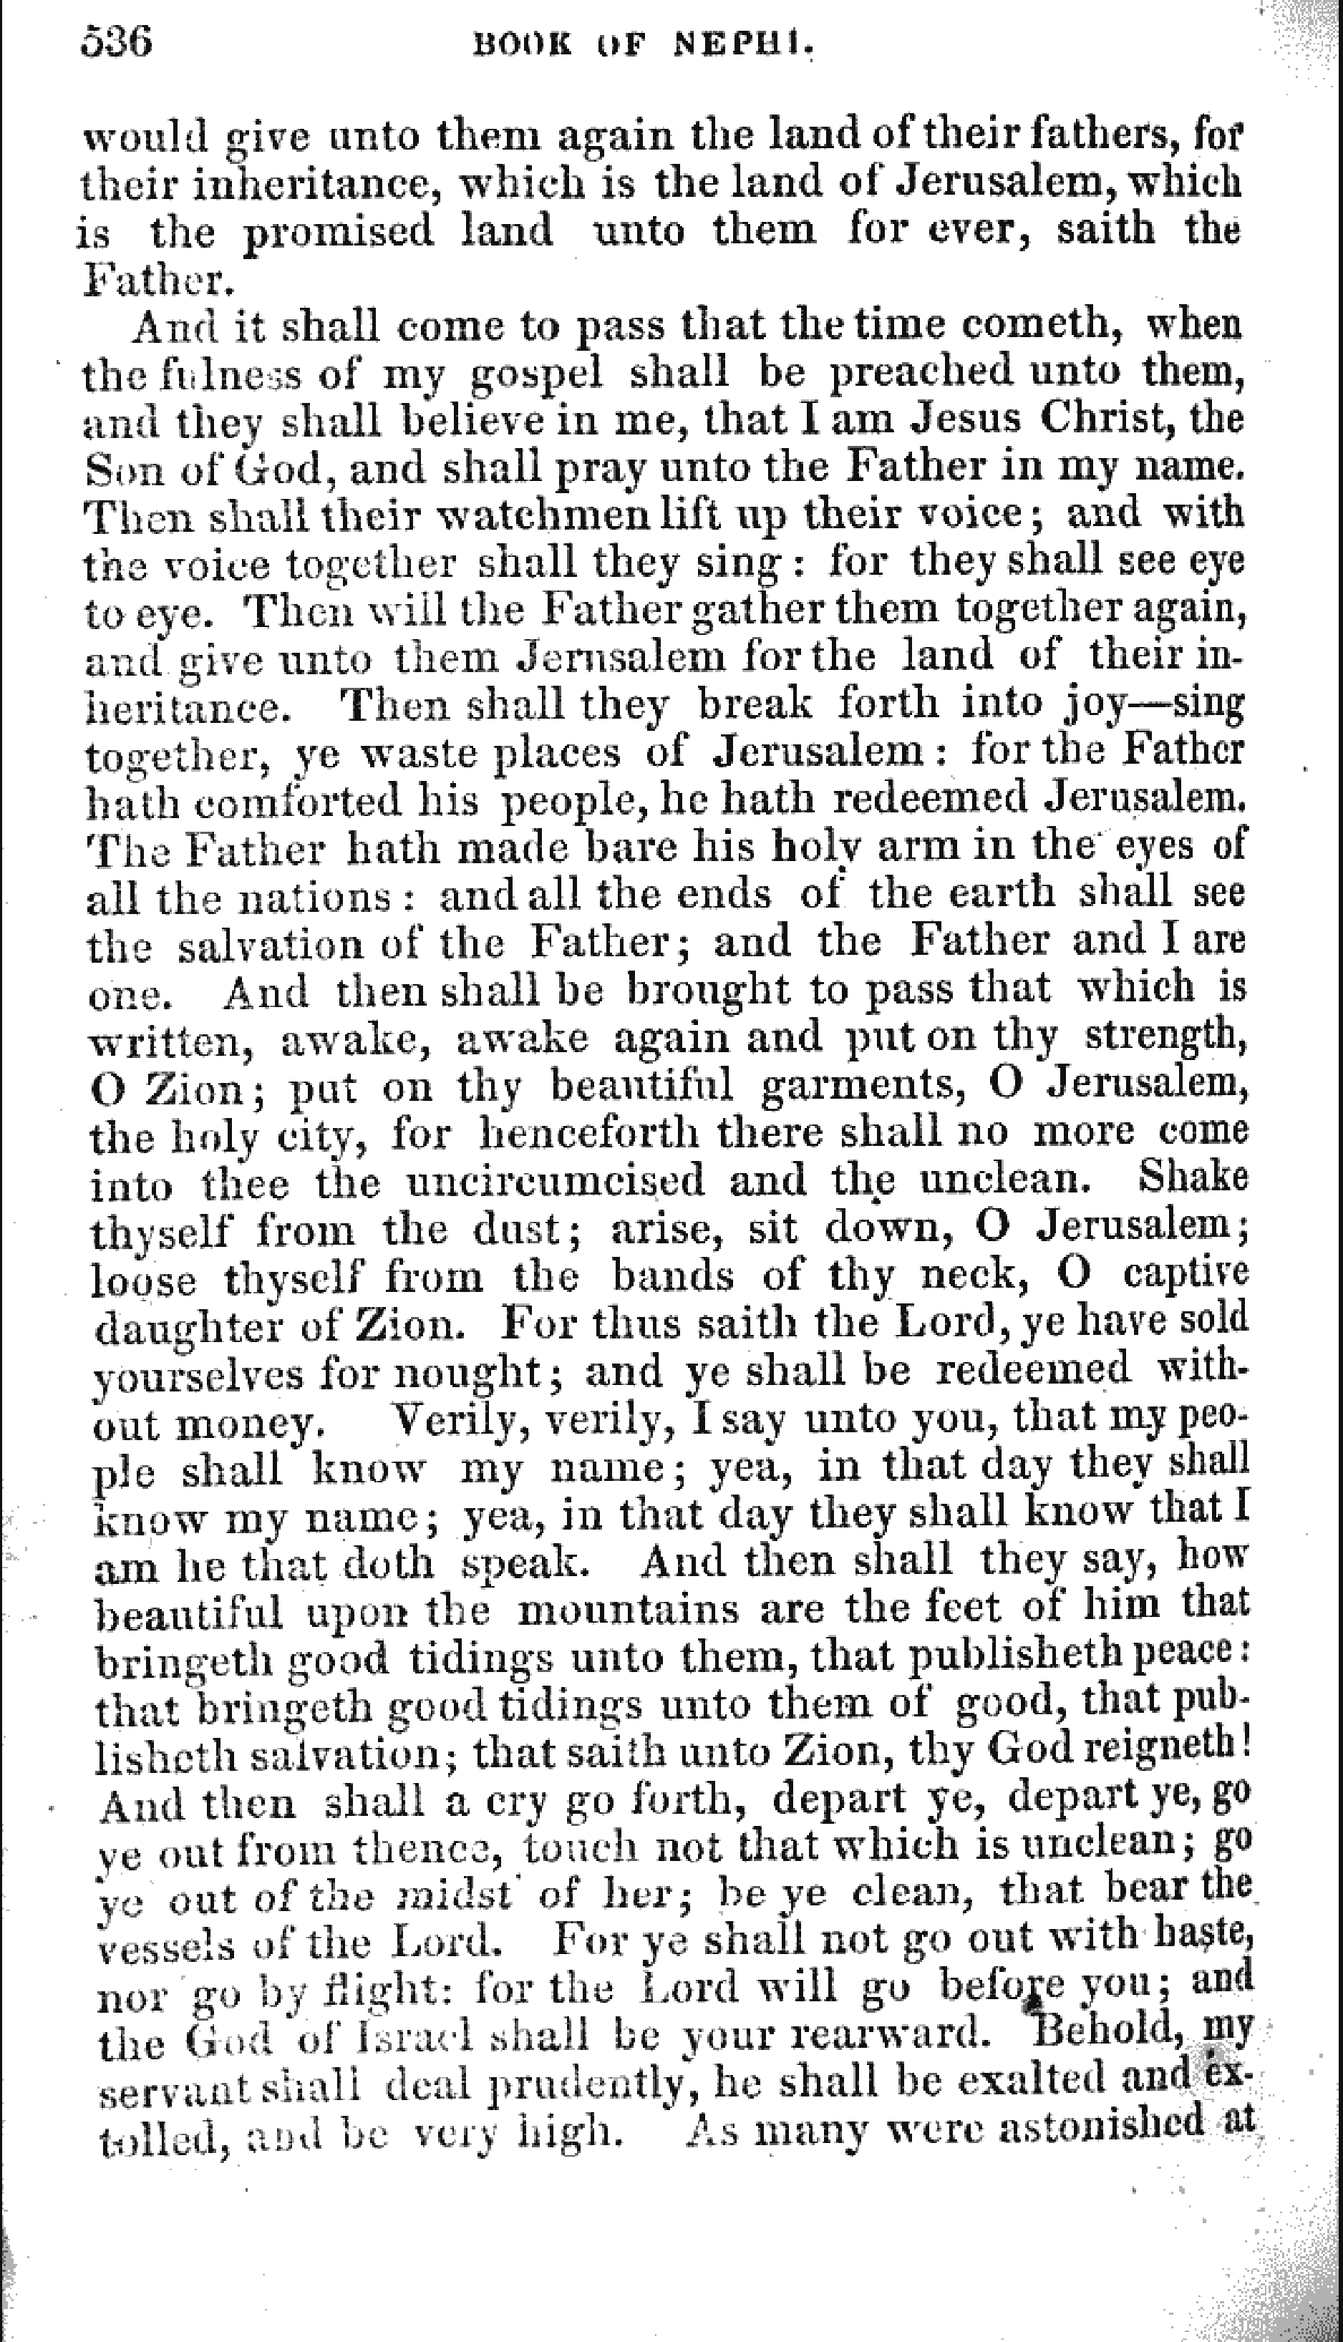 536 BOOK OF NEPHI.
would give unto them again the land of their fathers, for
their inheritance, which is the land of Jerusalem, which
is the promised land unto them for ever, saith the
Father.
And it shall come to pass that the time cometh, when
the fulness of my gospel shall be preached unto them,
and they shall believe in me, that I am Jesus Christ, the
Son of God, and shall pray unto the Father in my name.
Then shall their watchmen lift up their voice; and with
the voice together shall they sing: for they shall see eye
to eye. Then will the Father gather them together again,
and give unto them Jerusalem for the land of their in-
heritance. Then shall they break forth into joy—sing
together, ye waste places of Jerusalem: for the Father
hath comforted his people, he hath redeemed Jerusalem.
The Father hath made bare his holy arm in the eyes of
all the nations: and all the ends of the earth shall see
the salvation of the Father; and the Father and I are
one. And then shall be brought to pass that which is
written, awake, awake again and put on thy strength,
O Zion; put on thy beautiful garments, O Jerusalem,
the holy city, for henceforth there shall no more come
into thee the uncircumcised and the unclean. Shake
thyself from the dust; arise, sit down, O Jerusalem;
loose thyself from the bands of thy neck, O captive
daughter of Zion. For thus saith the Lord, ye have sold
yourselves for nought; and ye shall be redeemed with-
out money. Verily, verily, I say unto you, that my peo-
ple shall know my name; yea, in that day they shall
know my name; yea, in that day they shall know that I
am he that doth speak. And then shall they say, how
beautiful upon the mountains are the feet of him that
bringeth good tidings unto them, that publisheth peace:
that bringeth good tidings unto them of good, that pub-
lisheth salvation; that saith unto Zion, thy God reigneth!
And then shall a cry go forth, depart ye, depart ye, go
ye out from thence, touch not that which is unclean; go
ye out of the midst of her; be ye clean, that bear the
vessels of the Lord. For ye shall not go out with haste,
nor go by flight: for the Lord will go before you; and
the God of Israel shall be your rearward. Behold, my
servant shall deal prudently, he shall be exalted and ex-
tolled, and be very high. As many were astonished at